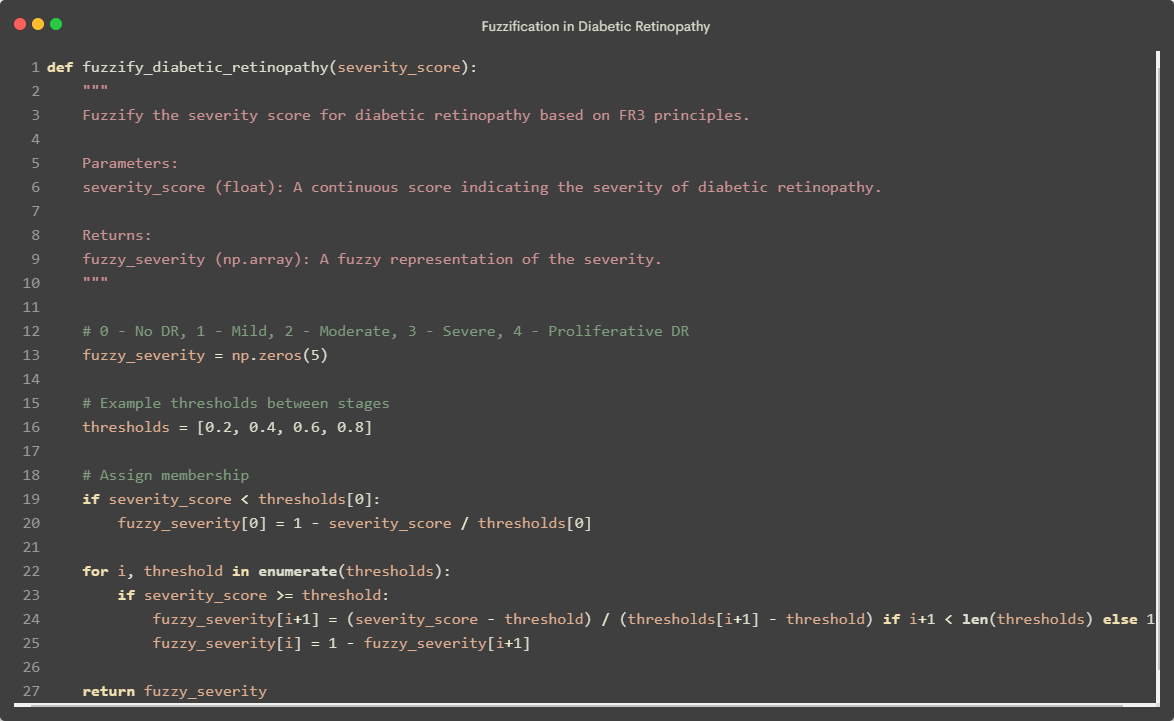 Fuzzification in Diabetic Retinopathy
1 def fuzzify_diabetic_retinopathy(severity_score):
2     """
3     Fuzzify the severity score for diabetic retinopathy based on FR3 principles.
4
5     Parameters:
6     severity_score (float): A continuous score indicating the severity of diabetic retinopathy.
7
8     Returns:
9     fuzzy_severity (np.array): A fuzzy representation of the severity.
10     """
11
12     # 0 - No DR, 1 - Mild, 2 - Moderate, 3 - Severe, 4 - Proliferative DR
13     fuzzy_severity = np.zeros(5)
14
15     # Example thresholds between stages
16     thresholds = [0.2, 0.4, 0.6, 0.8]
17
18     # Assign membership
19     if severity_score < thresholds[0]:
20         fuzzy_severity[0] = 1 - severity_score / thresholds[0]
21
22     for i, threshold in enumerate(thresholds):
23         if severity_score >= threshold:
24             fuzzy_severity[i+1] = (severity_score - threshold) / (thresholds[i+1] - threshold) if i+1 < len(thresholds) else 1
25             fuzzy_severity[i] = 1 - fuzzy_severity[i+1]
26
27     return fuzzy_severity